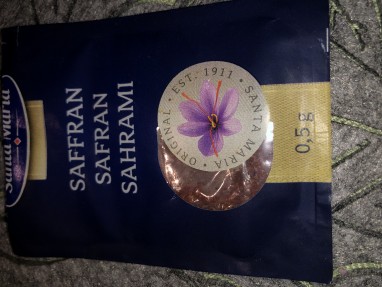 Santa Maria
SAFFRAN
SAFRAN
SAHRAMI
· EST. 1911 · SANTA MARIA · ORIGINAL
0,5 g